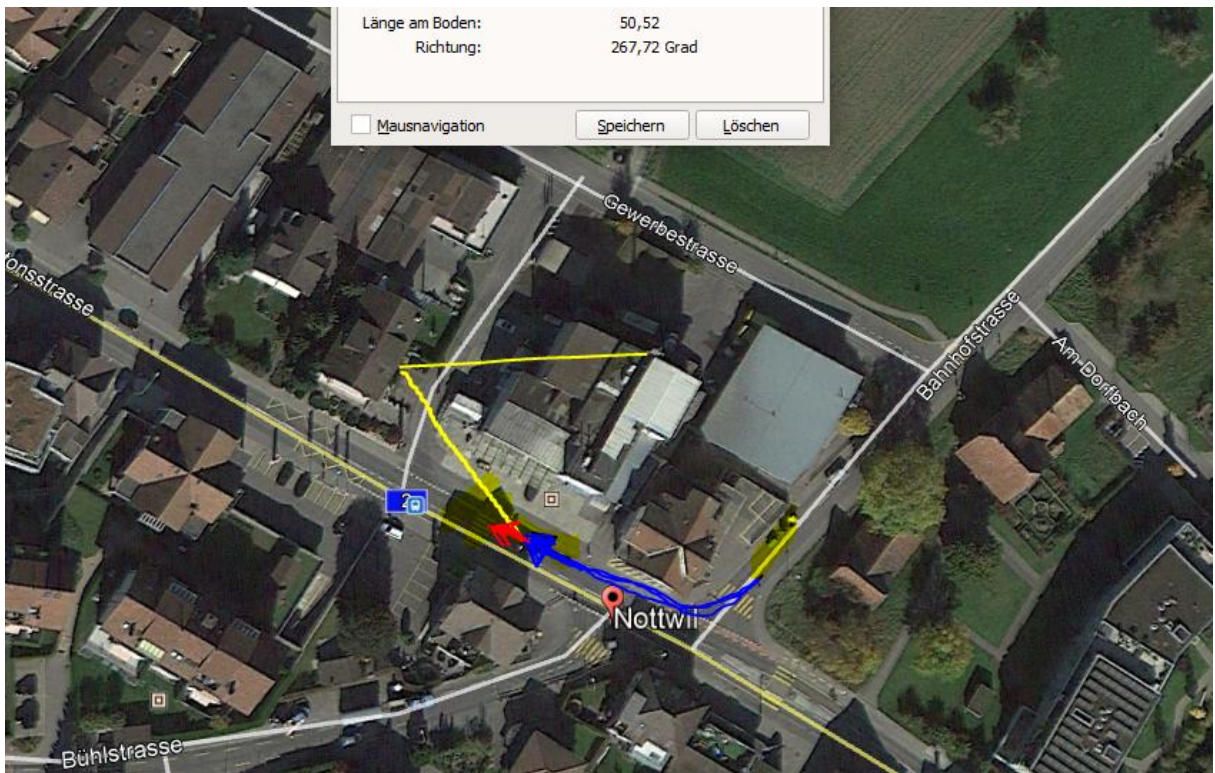 Länge am Boden: 50,52
Richtung: 267,72 Grad
Mausnavigation
Speichern
Löschen
Gewerbestrasse
tonsstrasse
Bahnhofstrasse
Am-Dorfbach
2
Nottwil
Bühlstrasse